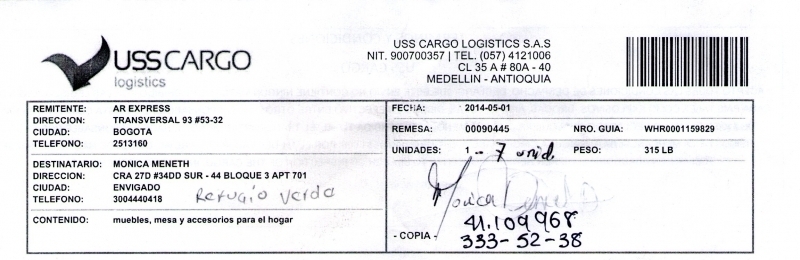 USSCARGO
logistics
USS CARGO LOGISTICS S.A.S
NIT. 900700357 | TEL. (057) 4121006
CL 35 A # 80A - 40
MEDELLIN - ANTIOQUIA
REMITENTE: AR EXPRESS
DIRECCION: TRANSVERSAL 93 #53-32
CIUDAD: BOGOTA
TELEFONO: 2513160
DESTINATARIO: MONICA MENETH
DIRECCION: CRA 27D #34DD SUR - 44 BLOQUE 3 APT 701
CIUDAD: ENVIGADO
TELEFONO: 3004440418 Refugio Verde
CONTENIDO: muebles, mesa y accesorios para el hogar
FECHA: 2014-05-01
REMESA: 00090445 NRO. GUIA: WHR0001159829
UNIDADES: 1 - 7 unid PESO: 315 LB
Monica
41.109968
- COPIA - 333-52-38